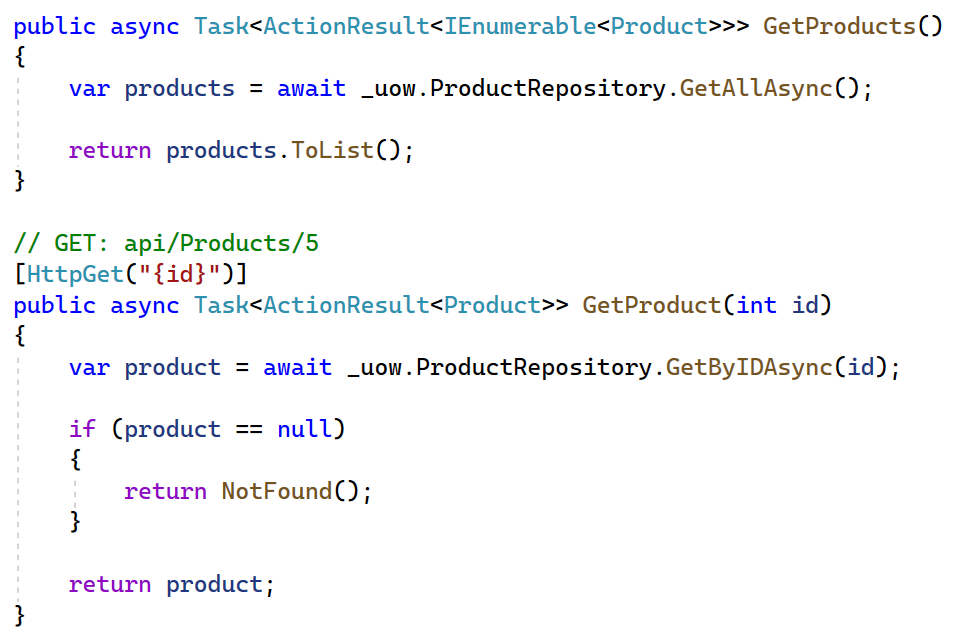 public async Task<ActionResult<IEnumerable<Product>>> GetProducts()
{
    var products = await _uow.ProductRepository.GetAllAsync();

    return products.ToList();
}

// GET: api/Products/5
[HttpGet("{id}")]
public async Task<ActionResult<Product>> GetProduct(int id)
{
    var product = await _uow.ProductRepository.GetByIDAsync(id);

    if (product == null)
    {
        return NotFound();
    }

    return product;
}